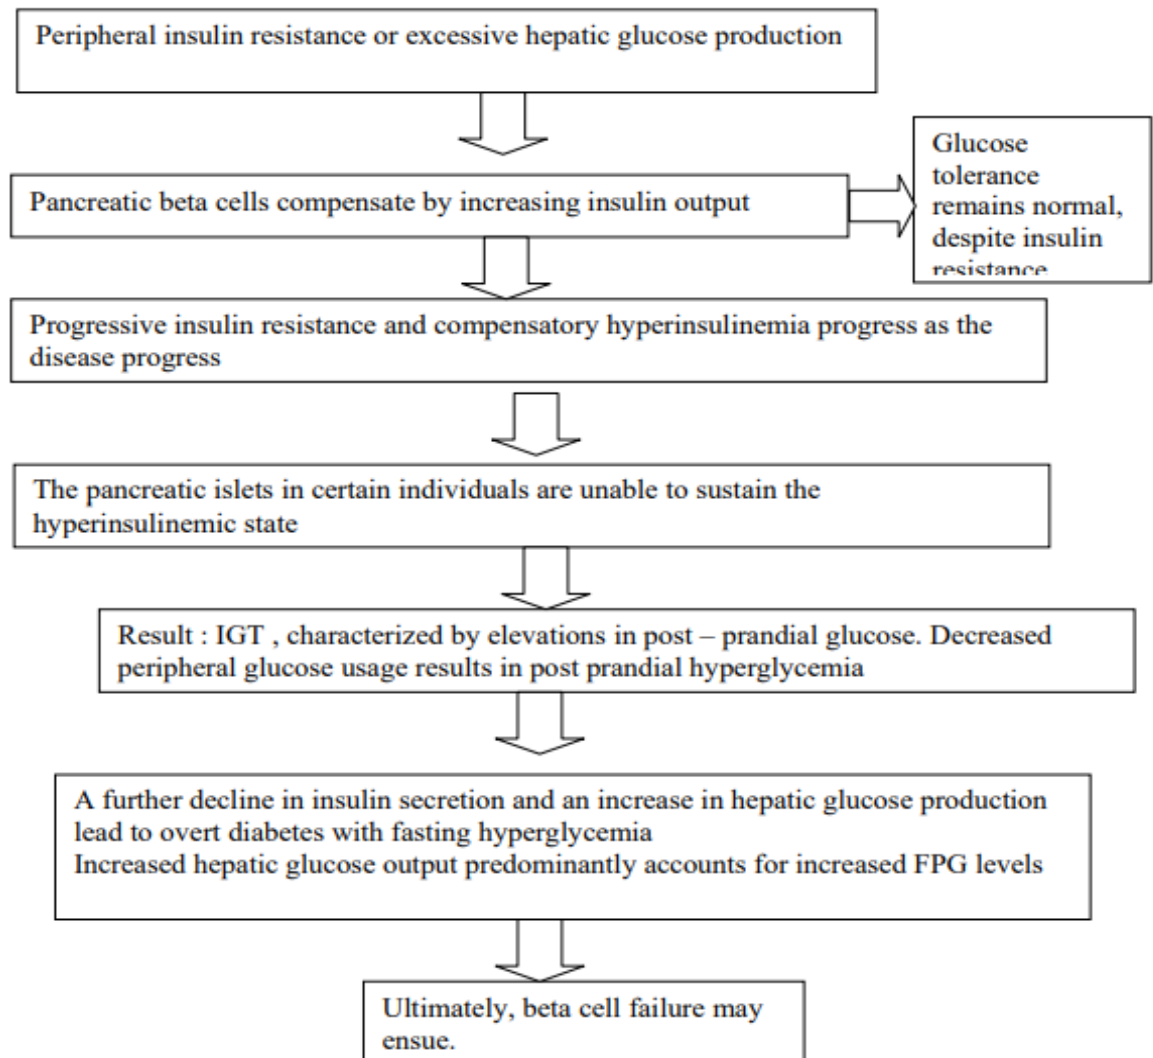 Peripheral insulin resistance or excessive hepatic glucose production
Pancreatic beta cells compensate by increasing insulin output
Glucose
tolerance
remains normal,
despite insulin
resistance
Progressive insulin resistance and compensatory hyperinsulinemia progress as the
disease progress
The pancreatic islets in certain individuals are unable to sustain the
hyperinsulinemic state
Result : IGT , characterized by elevations in post – prandial glucose. Decreased
peripheral glucose usage results in post prandial hyperglycemia
A further decline in insulin secretion and an increase in hepatic glucose production
lead to overt diabetes with fasting hyperglycemia
Increased hepatic glucose output predominantly accounts for increased FPG levels
Ultimately, beta cell failure may
ensue.